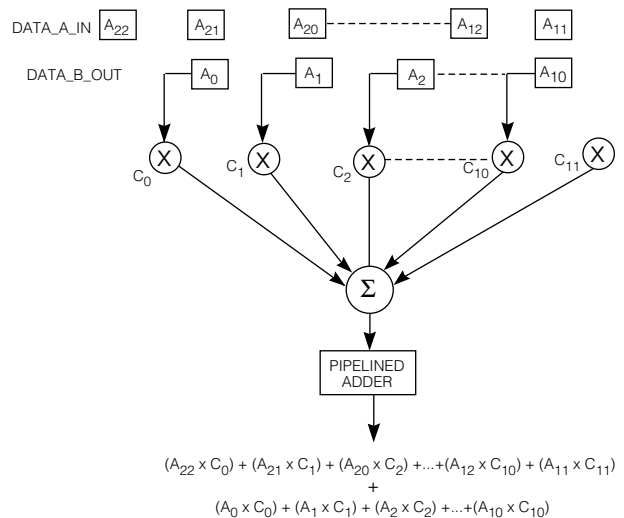 DATA_A_IN A22 A21 A20 A12 A11
DATA_B_OUT A0 A1 A2 A10
C0 X C1 X C2 X C10 X C11 X
Σ
PIPELINED
ADDER
(A22 x C0) + (A21 x C1) + (A20 x C2) +...+(A12 x C10) + (A11 x C11)
+
(A0 x C0) + (A1 x C1) + (A2 x C2) +...+(A10 x C10)